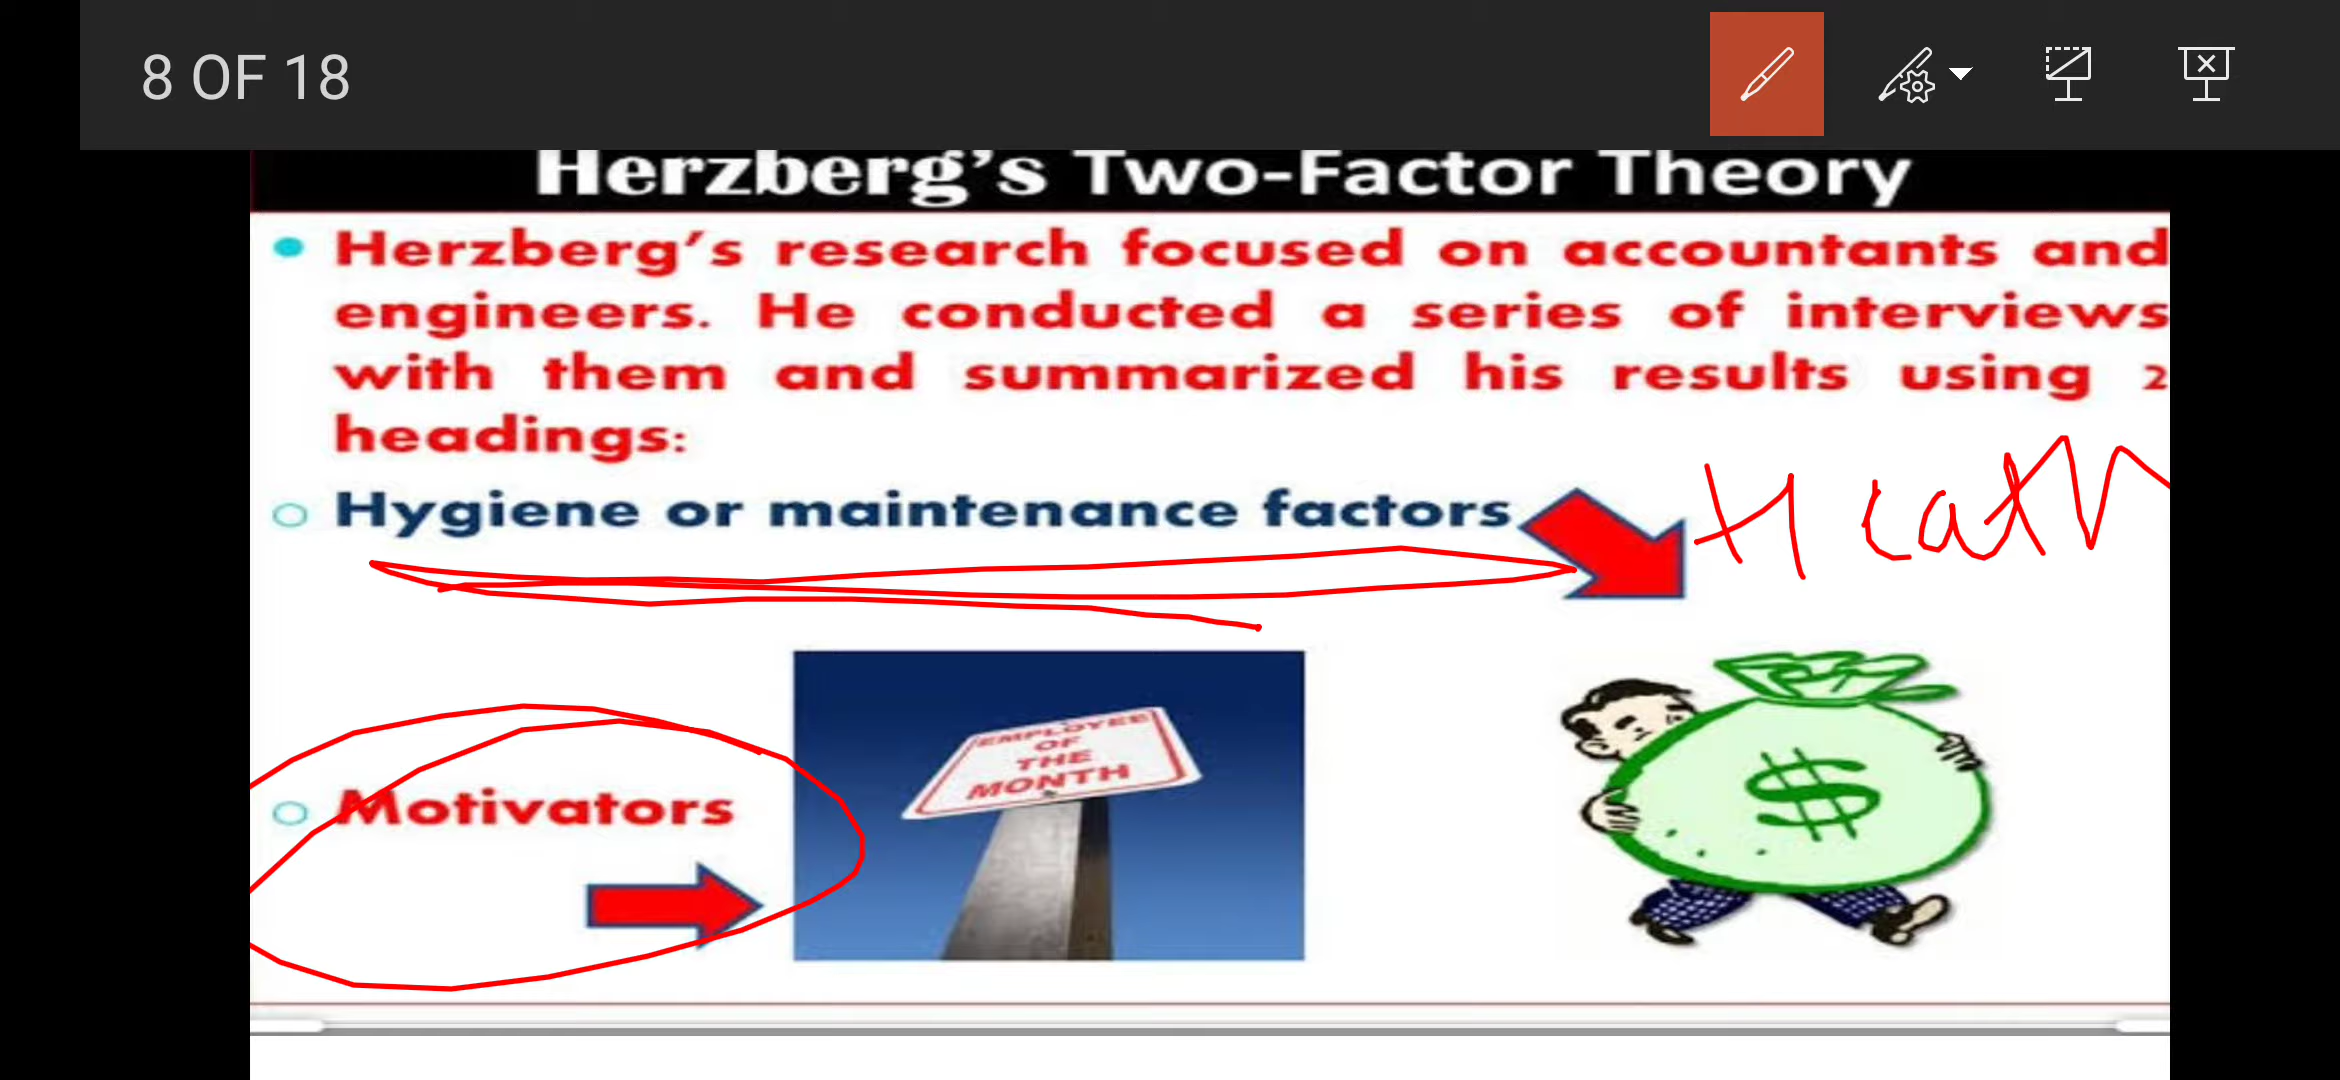 8 OF 18
Herzberg's Two-Factor Theory
Herzberg's research focused on accountants and
engineers. He conducted a series of interviews
with them and summarized his results using 2
headings:
Hygiene or maintenance factors
EMPLOYEE
OF
THE
MONTH
$
Motivators